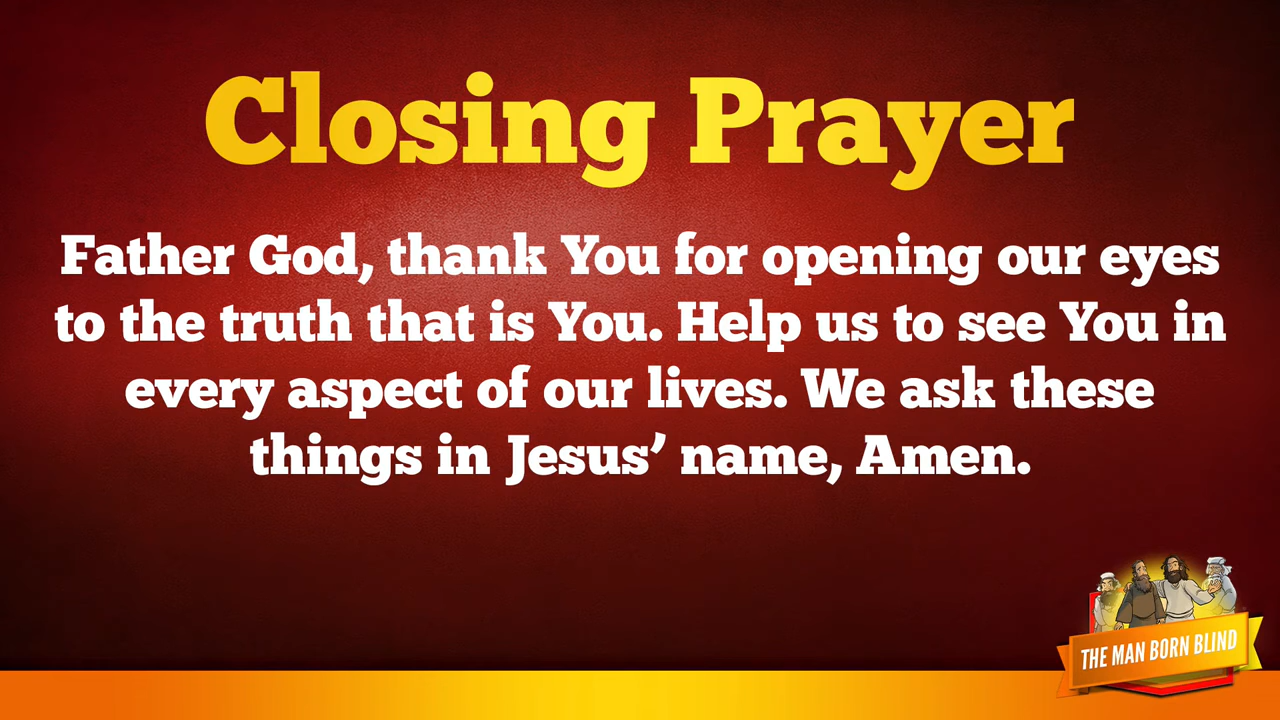 Closing Prayer
Father God, thank You for opening our eyes
to the truth that is You. Help us to see You in
every aspect of our lives. We ask these
things in Jesus’ name, Amen.
THE MAN BORN BLIND